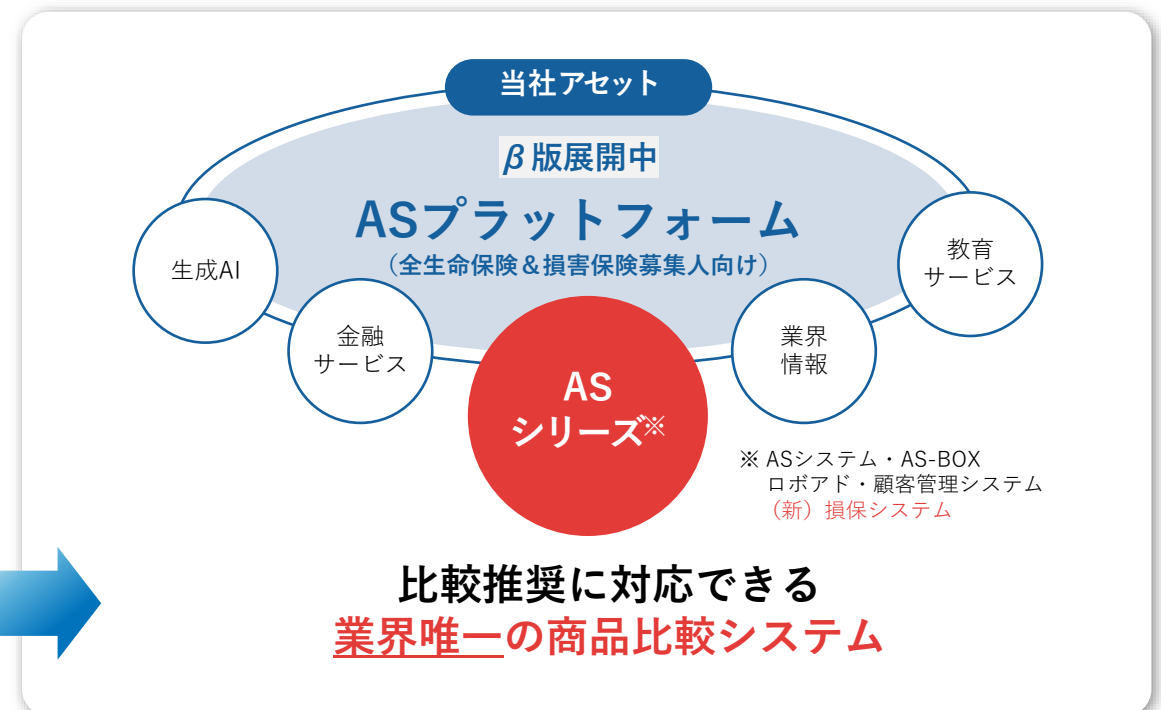 当社アセット
β版展開中
ASプラットフォーム
（全生命保険＆損害保険募集人向け）
生成AI
金融
サービス
AS
シリーズ※
業界
情報
教育
サービス
※ ASシステム・AS-BOX
ロボアド・顧客管理システム
（新）損保システム
比較推奨に対応できる
業界唯一の商品比較システム